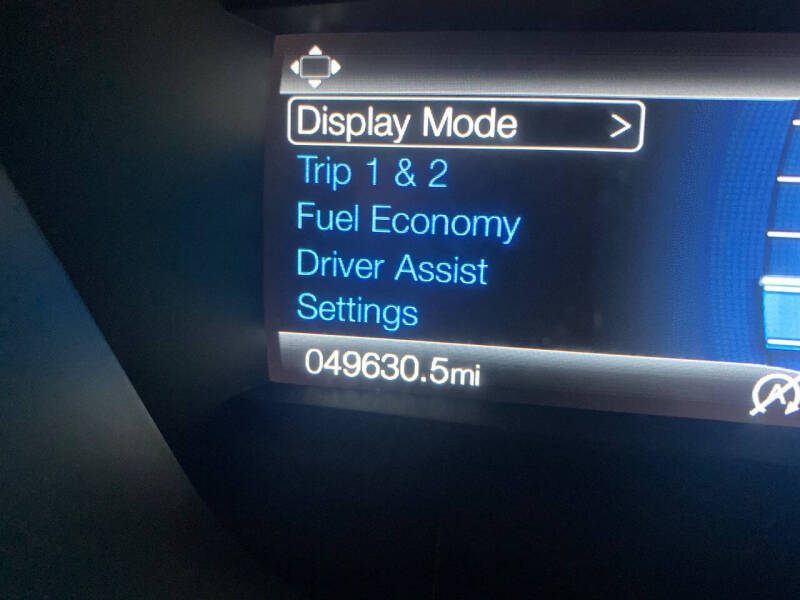 Display Mode >
Trip 1 & 2
Fuel Economy
Driver Assist
Settings
049630.5mi
A